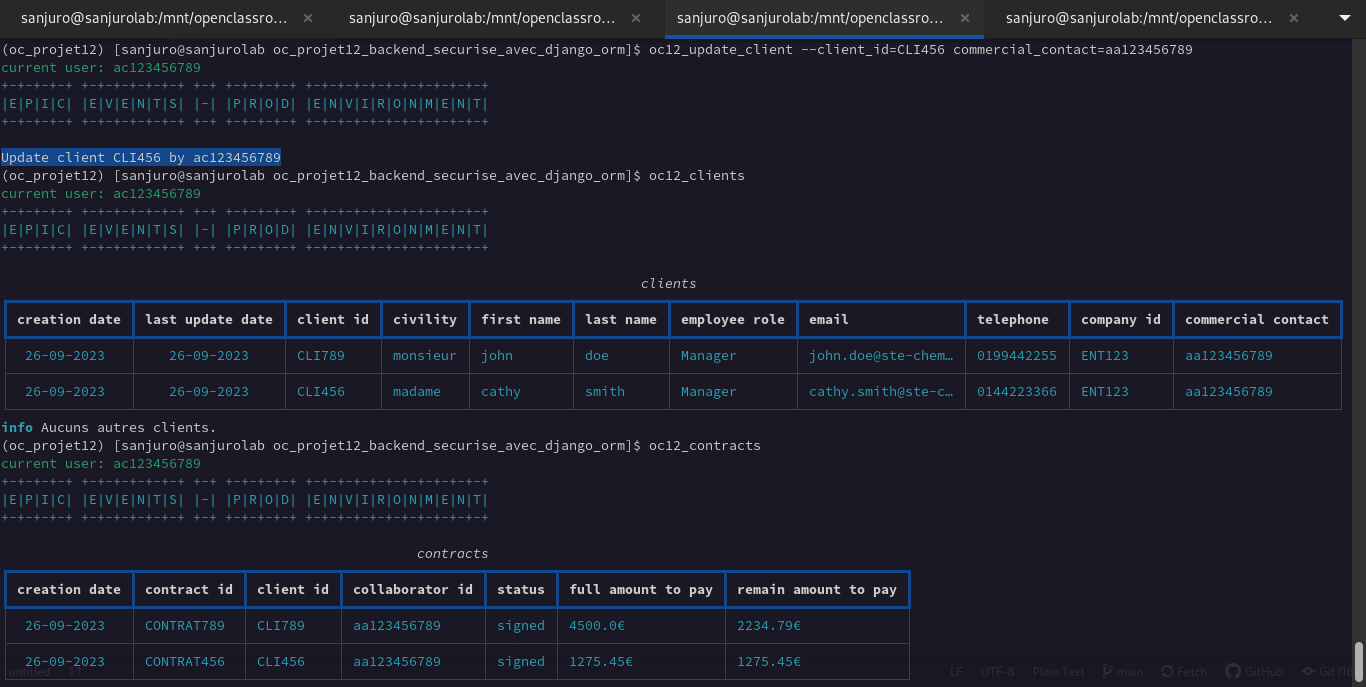 sanjuro@sanjurolab:/mnt/openclassro... × sanjuro@sanjurolab:/mnt/openclassro... × sanjuro@sanjurolab:/mnt/openclassro... × sanjuro@sanjurolab:/mnt/openclassro... ×
(oc_projet12) [sanjuro@sanjurolab oc_projet12_backend_securise_avec_django_orm]$ oc12_update_client --client_id=CLI456 commercial_contact=aa123456789
current user: ac123456789
+-+-+-+-+ +-+-+-+-+-+-+ +-+ +-+-+-+-+ +-+-+-+-+-+-+-+-+-+-+-+
|E|P|I|C| |E|V|E|N|T|S| |-| |P|R|O|D| |E|N|V|I|R|O|N|M|E|N|T|
+-+-+-+-+ +-+-+-+-+-+-+ +-+ +-+-+-+-+ +-+-+-+-+-+-+-+-+-+-+-+
Update client CLI456 by ac123456789
(oc_projet12) [sanjuro@sanjurolab oc_projet12_backend_securise_avec_django_orm]$ oc12_clients
current user: ac123456789
+-+-+-+-+ +-+-+-+-+-+-+ +-+ +-+-+-+-+ +-+-+-+-+-+-+-+-+-+-+-+
|E|P|I|C| |E|V|E|N|T|S| |-| |P|R|O|D| |E|N|V|I|R|O|N|M|E|N|T|
+-+-+-+-+ +-+-+-+-+-+-+ +-+ +-+-+-+-+ +-+-+-+-+-+-+-+-+-+-+-+
clients
creation date last update date client id civility first name last name employee role email telephone company id commercial contact
26-09-2023 26-09-2023 CLI789 monsieur john doe Manager john.doe@ste-chem… 0199442255 ENT123 aa123456789
26-09-2023 26-09-2023 CLI456 madame cathy smith Manager cathy.smith@ste-c… 0144223366 ENT123 aa123456789
info Aucuns autres clients.
(oc_projet12) [sanjuro@sanjurolab oc_projet12_backend_securise_avec_django_orm]$ oc12_contracts
current user: ac123456789
+-+-+-+-+ +-+-+-+-+-+-+ +-+ +-+-+-+-+ +-+-+-+-+-+-+-+-+-+-+-+
|E|P|I|C| |E|V|E|N|T|S| |-| |P|R|O|D| |E|N|V|I|R|O|N|M|E|N|T|
+-+-+-+-+ +-+-+-+-+-+-+ +-+ +-+-+-+-+ +-+-+-+-+-+-+-+-+-+-+-+
contracts
creation date contract id client id collaborator id status full amount to pay remain amount to pay
26-09-2023 CONTRAT789 CLI789 aa123456789 signed 4500.0€ 2234.79€
26-09-2023 CONTRAT456 CLI456 aa123456789 signed 1275.45€ 1275.45€
untitled 1:1 LF UTF-8 Plain Text main Fetch GitHub Git